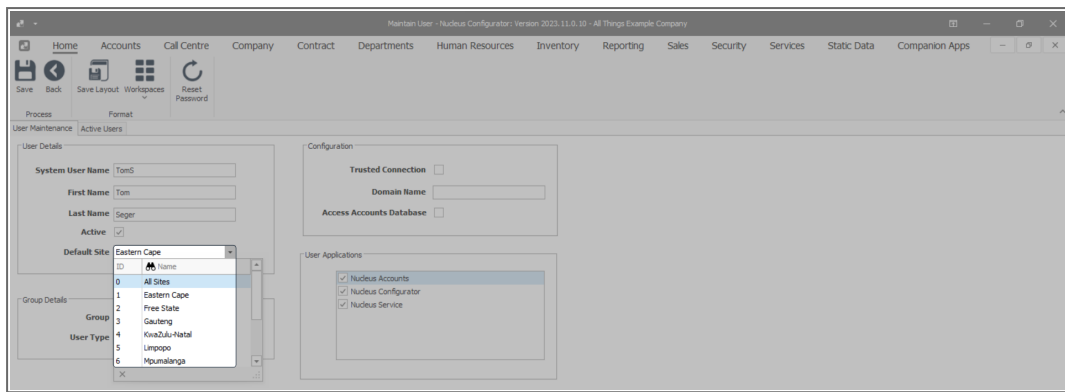 Maintain User - Nucleus Configurator: Version 2023.11.0.10 - All Things Example Company
Home Accounts Call Centre Company Contract Departments Human Resources Inventory Reporting Sales Security Services Static Data Companion Apps
Save Back Save Layout Workspaces Reset Password
Process Format
User Maintenance Active Users
User Details
System User Name TomS
First Name Tom
Last Name Seger
Active
Default Site Eastern Cape
ID Name
0 All Sites
1 Eastern Cape
2 Free State
3 Gauteng
4 KwaZulu-Natal
5 Limpopo
6 Mpumalanga
Group Details
Group
User Type
Configuration
Trusted Connection
Domain Name
Access Accounts Database
User Applications
Nucleus Accounts
Nucleus Configurator
Nucleus Service